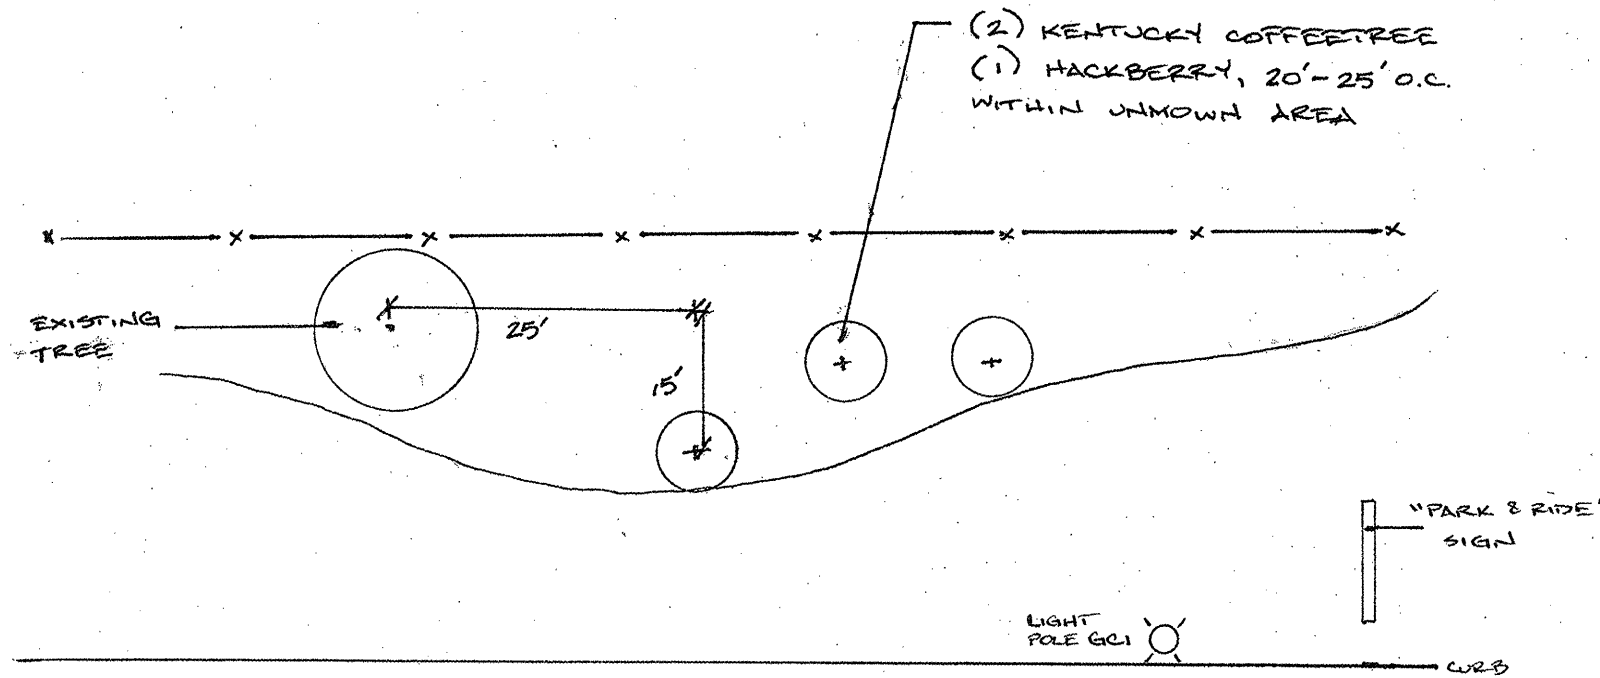 (2) KENTUCKY COFFEETREE
(1) HACKBERRY, 20'-25' O.C.
WITHIN UNMOWN AREA
EXISTING
TREE
25'
15'
"PARK & RIDE"
SIGN
LIGHT
POLE GC1
CURB